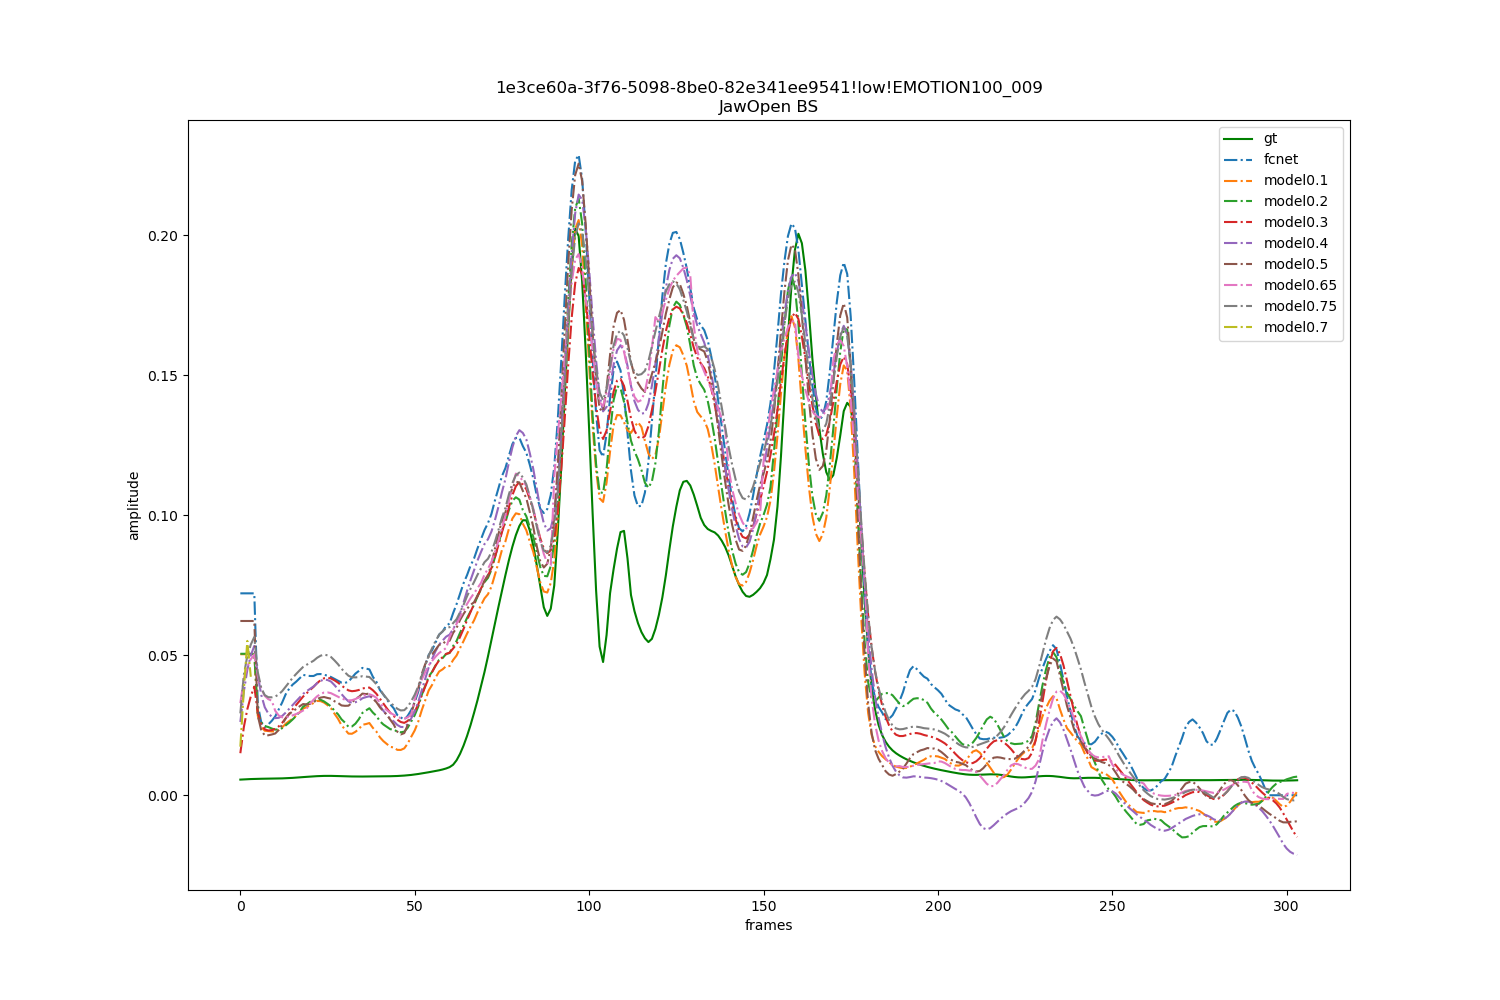 1e3ce60a-3f76-5098-8be0-82e341ee9541!low!EMOTION100_009
JawOpen BS
gt
fcnet
model0.1
model0.2
model0.3
model0.4
model0.5
model0.65
model0.75
model0.7
amplitude
0.20
0.15
0.10
0.05
0.00
0
50
100
150
200
250
300
frames